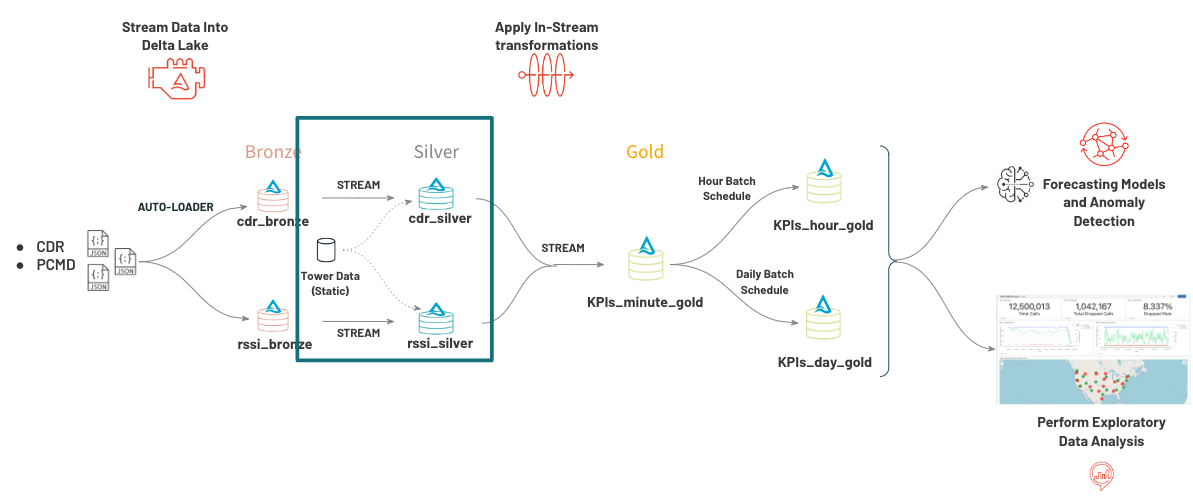 Stream Data Into
Delta Lake
Apply In-Stream
transformations
Bronze
Silver
Gold
AUTO-LOADER
STREAM
cdr_bronze
cdr_silver
Hour Batch
Schedule
KPIs_hour_gold
Forecasting Models
and Anomaly
Detection
● CDR
● PCMD
{;}
JSON
{;}
JSON
{;}
JSON
Tower Data
(Static)
STREAM
KPIs_minute_gold
Daily Batch
Schedule
STREAM
rssi_bronze
rssi_silver
KPIs_day_gold
12,500,013
Total Calls
1,042,167
Total Dropped Calls
8.337%
Dropped Rate
Perform Exploratory
Data Analysis